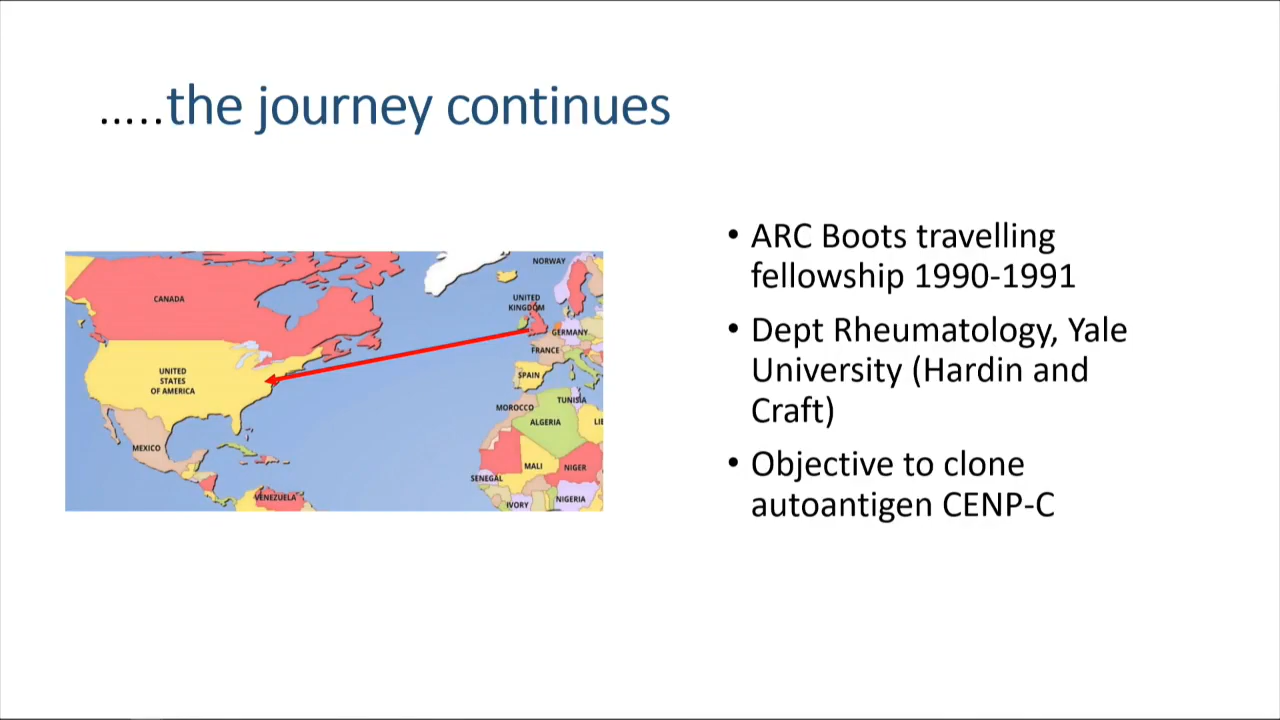 .....the journey continues
• ARC Boots travelling
fellowship 1990-1991
• Dept Rheumatology, Yale
University (Hardin and
Craft)
• Objective to clone
autoantigen CENP-C
NORWAY
CANADA
UNITED
KINGDOM
GERMANY
FRANCE
UNITED
STATES
OF AMERICA
SPAIN
TUNISIA
MOROCCO
ALGERIA
LI
MEXICO
MALI
NIGER
SENEGAL
VENEZUELA
IVORY
NIGERIA